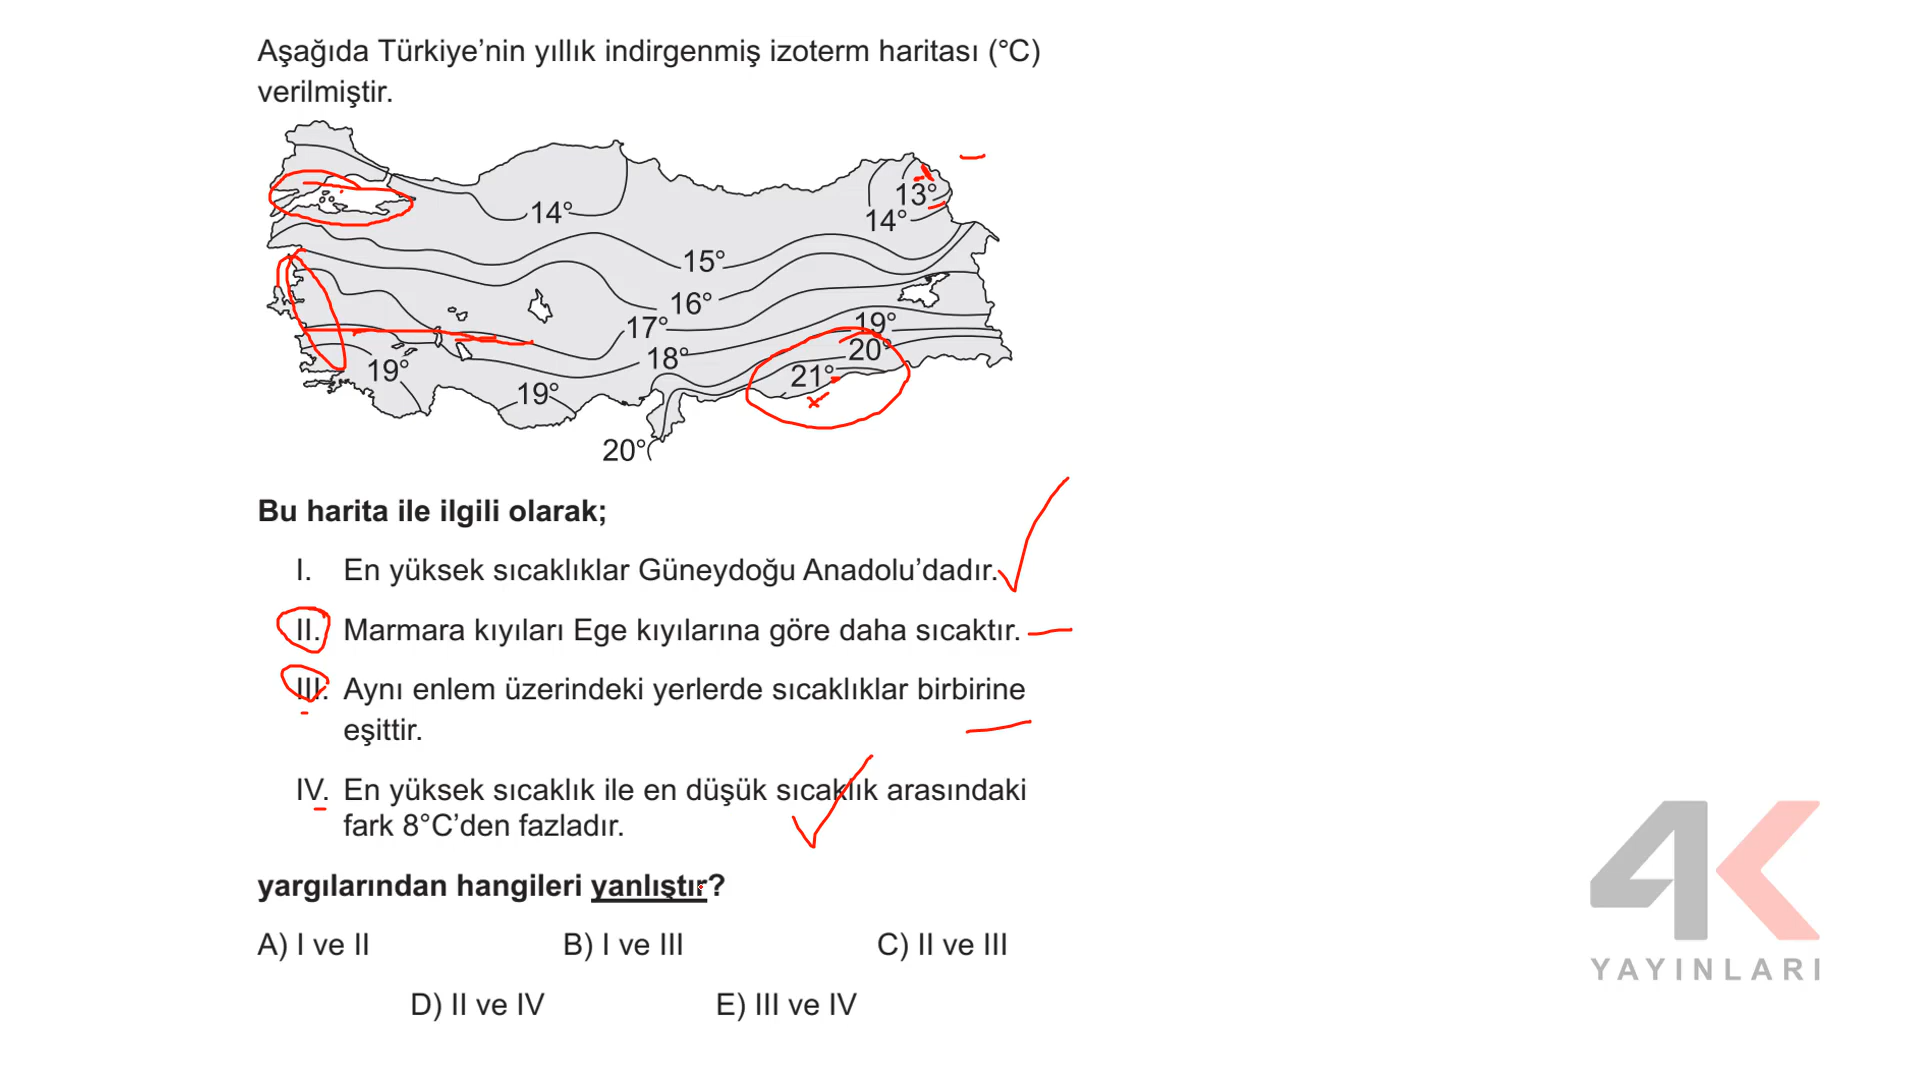 Aşağıda Türkiye'nin yıllık indirgenmiş izoterm haritası (°C)
verilmiştir.
13°
14°
14°
15°
16°
17°
18°
19°
20°
21°
19°
19°
20°
Bu harita ile ilgili olarak;
I. En yüksek sıcaklıklar Güneydoğu Anadolu'dadır.
II. Marmara kıyıları Ege kıyılarına göre daha sıcaktır.
III. Aynı enlem üzerindeki yerlerde sıcaklıklar birbirine
eşittir.
IV. En yüksek sıcaklık ile en düşük sıcaklık arasındaki
fark 8°C'den fazladır.
yargılarından hangileri yanlıştır?
A) I ve II B) I ve III C) II ve III
D) II ve IV E) III ve IV
4K
YAYINLARI